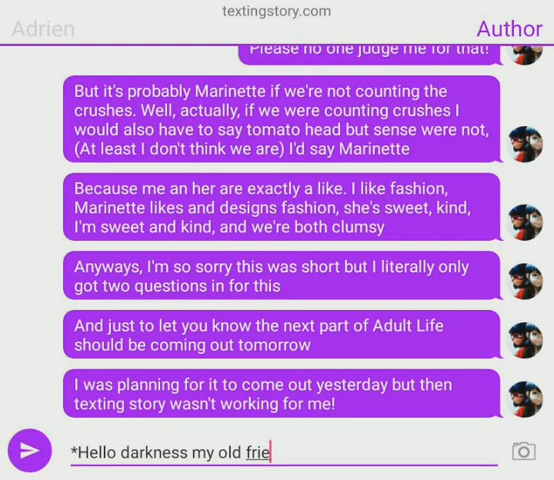 textingstory.com
Adrien
Author
Please no one judge me for that!
But it's probably Marinette if we're not counting the
crushes. Well, actually, if we were counting crushes I
would also have to say tomato head but sense were not,
(At least I don't think we are) I'd say Marinette
Because me an her are exactly a like. I like fashion,
Marinette likes and designs fashion, she's sweet, kind,
I'm sweet and kind, and we're both clumsy
Anyways, I'm so sorry this was short but I literally only
got two questions in for this
And just to let you know the next part of Adult Life
should be coming out tomorrow
I was planning for it to come out yesterday but then
texting story wasn't working for me!
*Hello darkness my old frie